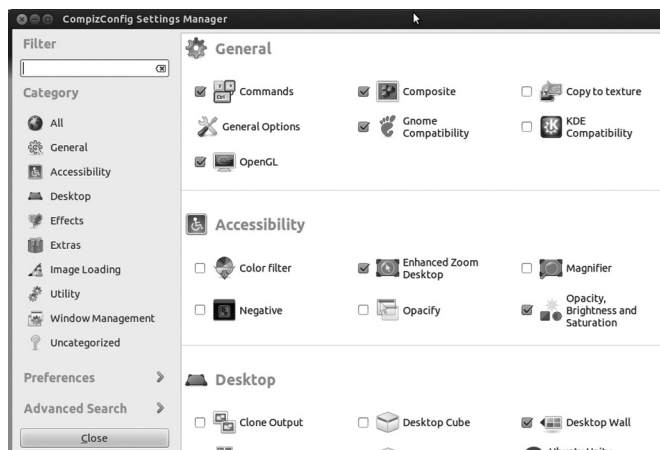 CompizConfig Settings Manager
Filter
Category
All
General
Accessibility
Desktop
Effects
Extras
Image Loading
Utility
Window Management
Uncategorized
Preferences
Advanced Search
Close
General
Commands
Composite
Copy to texture
General Options
Gnome
Compatibility
KDE
Compatibility
OpenGL
Accessibility
Color filter
Enhanced Zoom
Desktop
Magnifier
Negative
Opacify
Opacity,
Brightness and
Saturation
Desktop
Clone Output
Desktop Cube
Desktop Wall
Ubuntu Unity